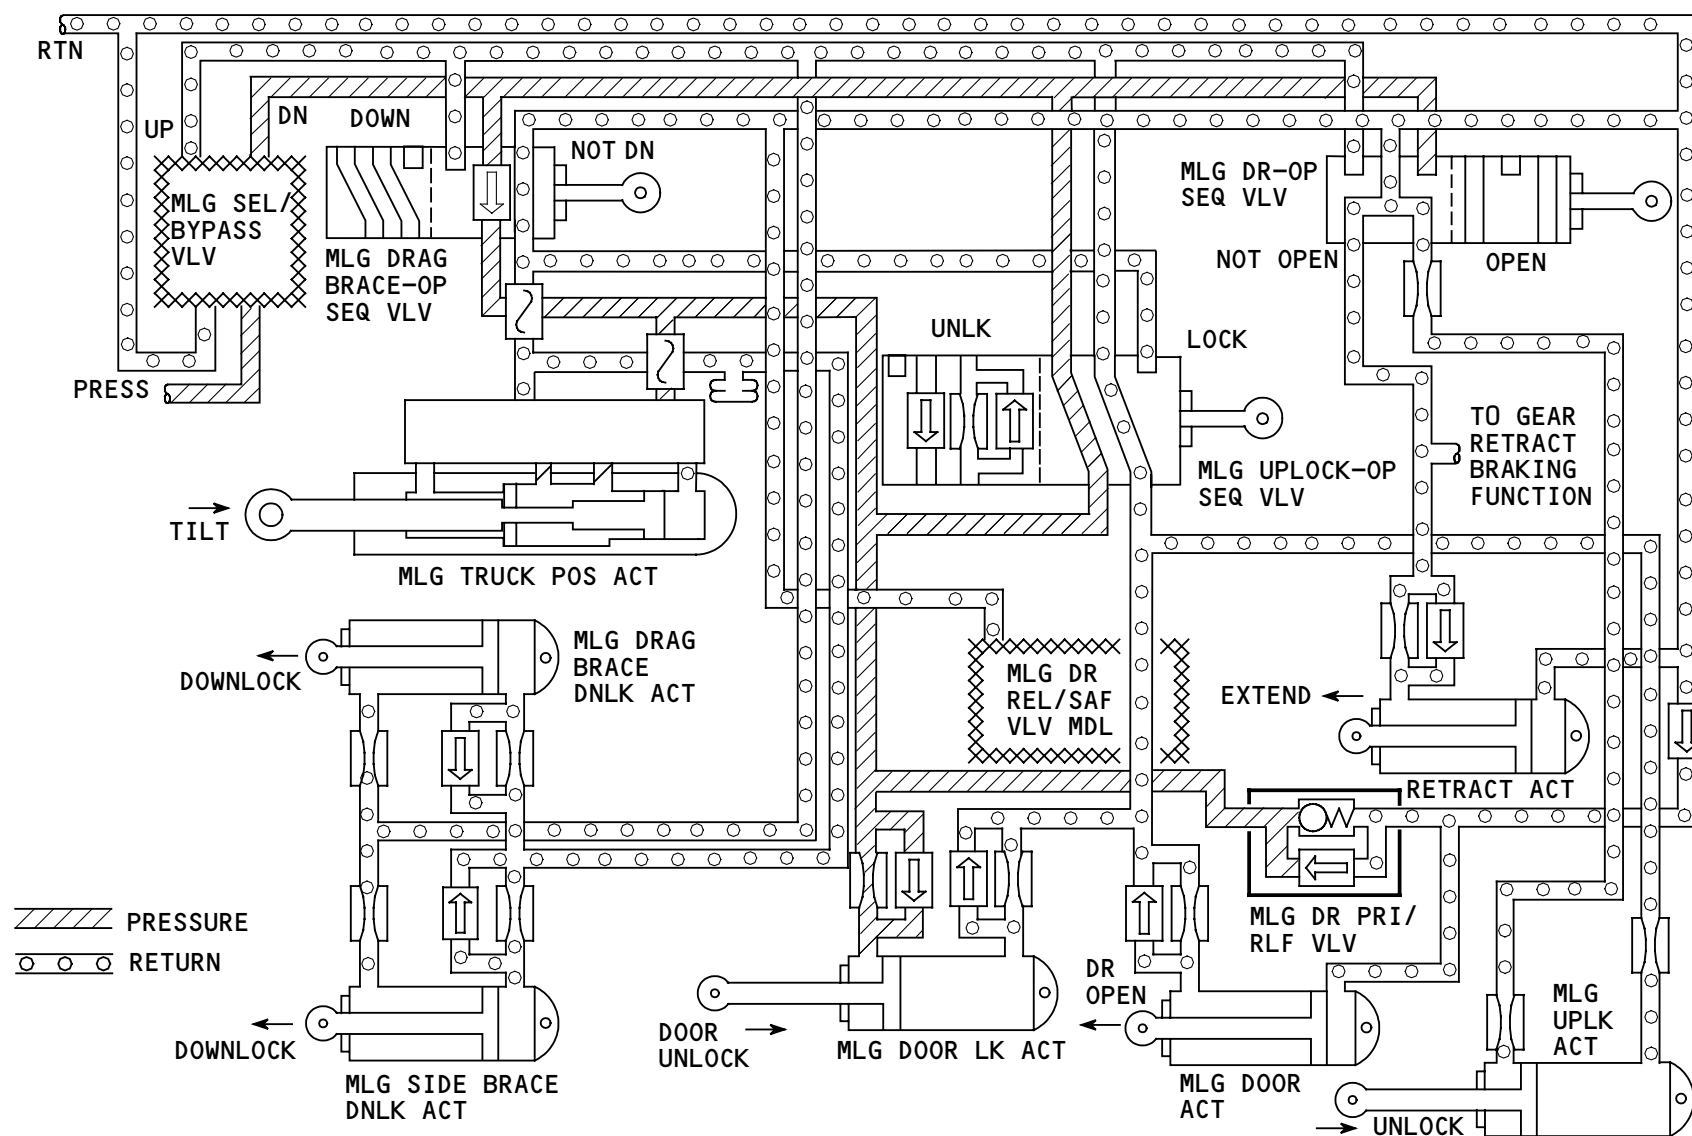 RTN
UP
DN
DOWN
NOT DN
MLG SEL/
BYPASS
VLV
MLG DRAG
BRACE-OP
SEQ VLV
PRESS
MLG DR-OP
SEQ VLV
NOT OPEN
OPEN
UNLK
LOCK
MLG UPLOCK-OP
SEQ VLV
TO GEAR
RETRACT
BRAKING
FUNCTION
TILT
MLG TRUCK POS ACT
MLG DRAG
BRACE
DNLK ACT
DOWNLOCK
MLG DR
REL/SAF
VLV MDL
EXTEND
RETRACT ACT
PRESSURE
RETURN
MLG DR PRI/
RLF VLV
DOWNLOCK
MLG SIDE BRACE
DNLK ACT
DOOR
UNLOCK
MLG DOOR LK ACT
DR
OPEN
MLG DOOR
ACT
MLG
UPLK
ACT
UNLOCK